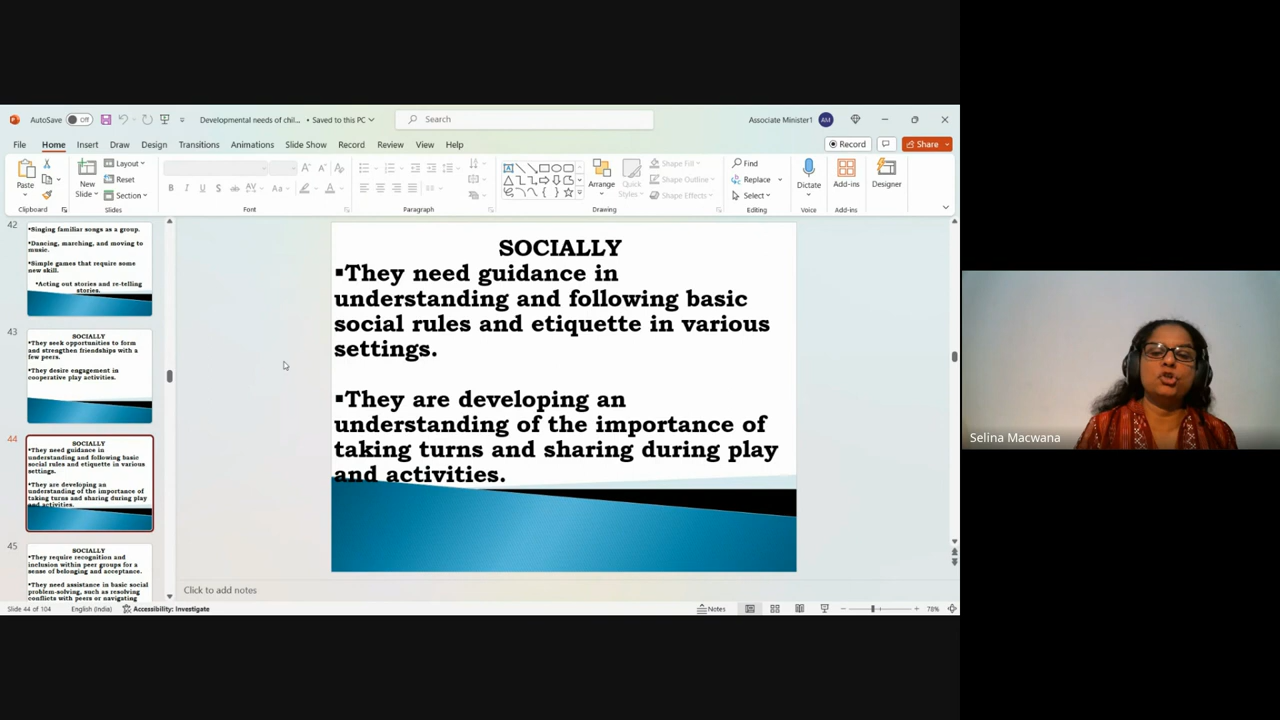 AutoSave Off Developmental needs of chil... • Saved to this PC Search Associate Minister1 AM
File Home Insert Draw Design Transitions Animations Slide Show Record Review View Help Record Share
Paste New Slide Layout Reset Section B I U S ab AV Aa A Arrange Quick Styles Shape Fill Shape Outline Shape Effects Find Replace Select Dictate Add-ins Designer
Clipboard Slides Font Paragraph Drawing Editing Voice Add-ins
42
•Singing familiar songs as a group.
•Dancing, marching, and moving to
music.
•Simple games that require some
new skill.
•Acting out stories and re-telling
stories.
43
SOCIALLY
•They seek opportunities to form
and strengthen friendships with a
few peers.
•They desire engagement in
cooperative play activities.
44
SOCIALLY
•They need guidance in
understanding and following basic
social rules and etiquette in various
settings.
•They are developing an
understanding of the importance of
taking turns and sharing during play
and activities.
45
SOCIALLY
•They require recognition and
inclusion within peer groups for a
sense of belonging and acceptance.
•They need assistance in basic social
problem-solving, such as resolving
conflicts with peers or navigating
SOCIALLY
▪They need guidance in
understanding and following basic
social rules and etiquette in various
settings.
▪They are developing an
understanding of the importance of
taking turns and sharing during play
and activities.
Click to add notes
Slide 44 of 104 English (India) Accessibility: Investigate Notes 78%
Selina Macwana